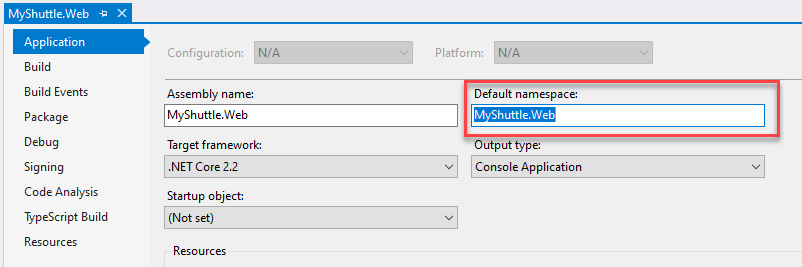 MyShuttle.Web
Application
Build
Build Events
Package
Debug
Signing
Code Analysis
TypeScript Build
Resources
Configuration: N/A Platform: N/A
Assembly name: Default namespace:
MyShuttle.Web MyShuttle.Web
Target framework: Output type:
.NET Core 2.2 Console Application
Startup object:
(Not set)
Resources